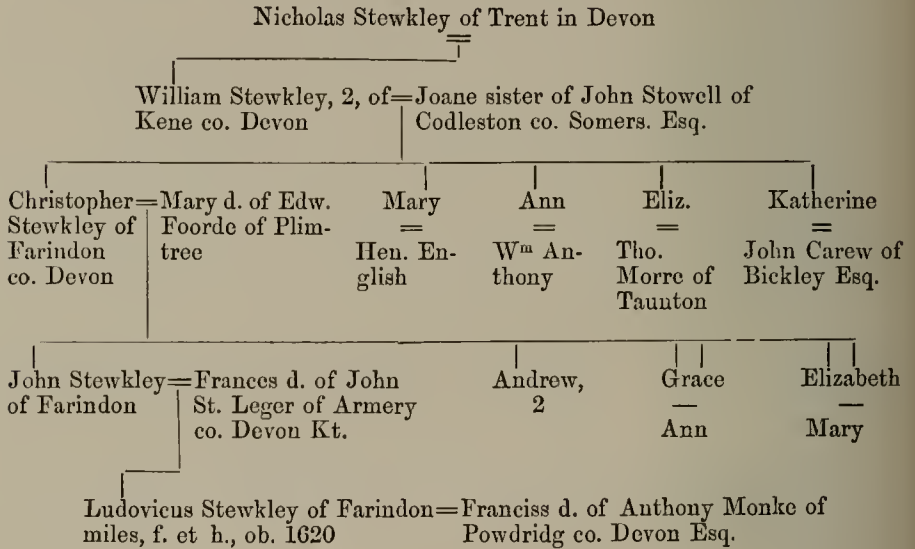 Nicholas Stewkley of Trent in Devon
=
William Stewkley, 2, of=Joane sister of John Stowell of
Kene co. Devon Codleston co. Somers. Esq.
Christopher=Mary d. of Edw. Mary Ann Eliz. Katherine
Stewkley of Foorde of Plim- = = = =
Farindon tree Hen. En- Wᵐ An- Tho. John Carew of
co. Devon glish thony Morre of Bickley Esq.
Taunton
John Stewkley=Frances d. of John Andrew, Grace Elizabeth
of Farindon St. Leger of Armery 2 — —
co. Devon Kt. Ann Mary
Ludovicus Stewkley of Farindon=Franciss d. of Anthony Monke of
miles, f. et h., ob. 1620 Powdridg co. Devon Esq.